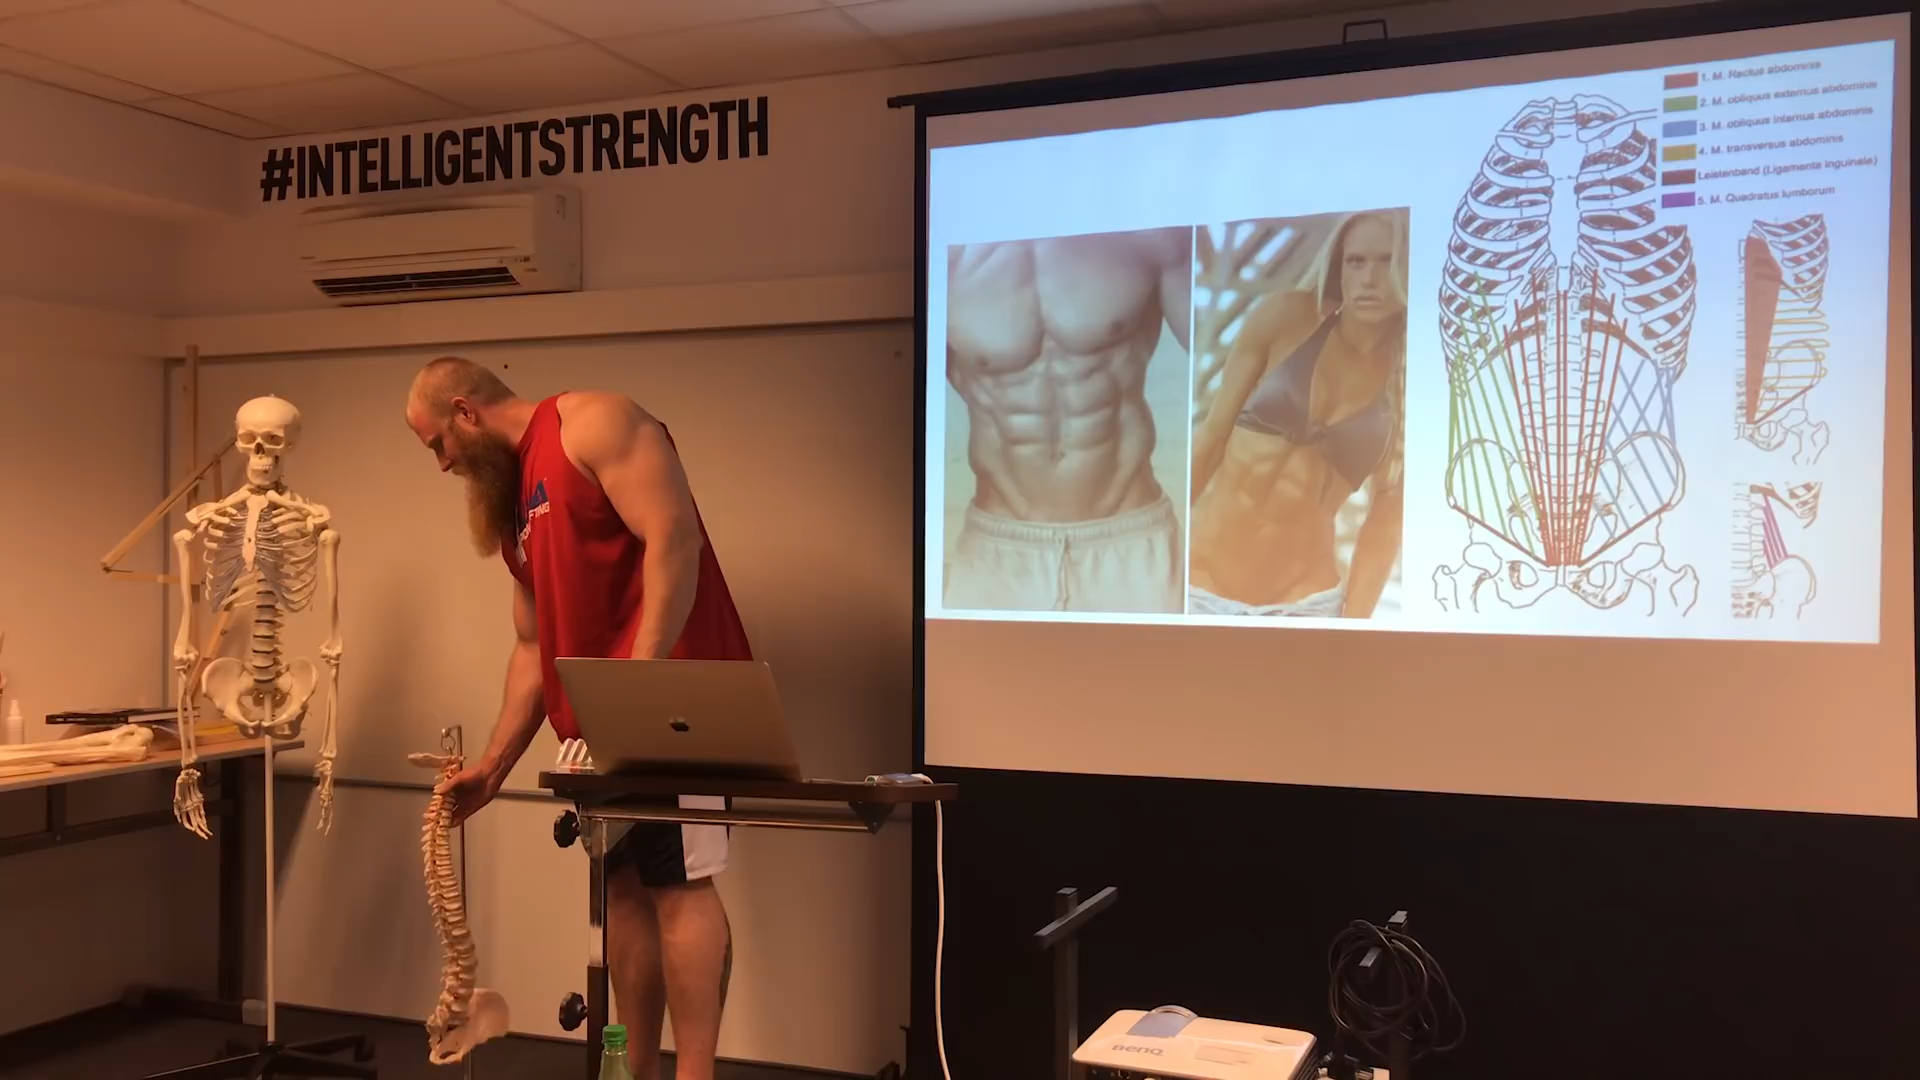 #INTELLIGENTSTRENGTH
1. M. Rectus abdominis
2. M. obliquus externus abdominis
3. M. obliquus internus abdominis
4. M. transversus abdominis
Leistenband (Ligamenta inguinale)
5. M. Quadratus lumborum
BENQ